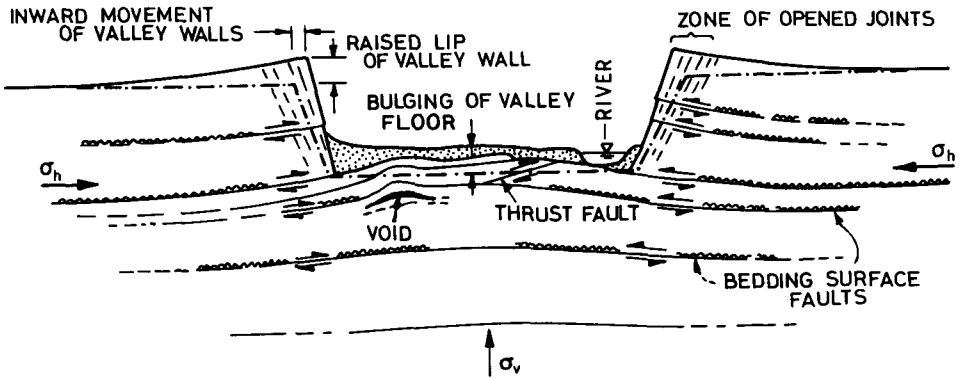 INWARD MOVEMENT
OF VALLEY WALLS
RAISED LIP
OF VALLEY WALL
BULGING OF VALLEY
FLOOR
RIVER
ZONE OF OPENED JOINTS
σh
σh
THRUST FAULT
VOID
BEDDING SURFACE
FAULTS
σv